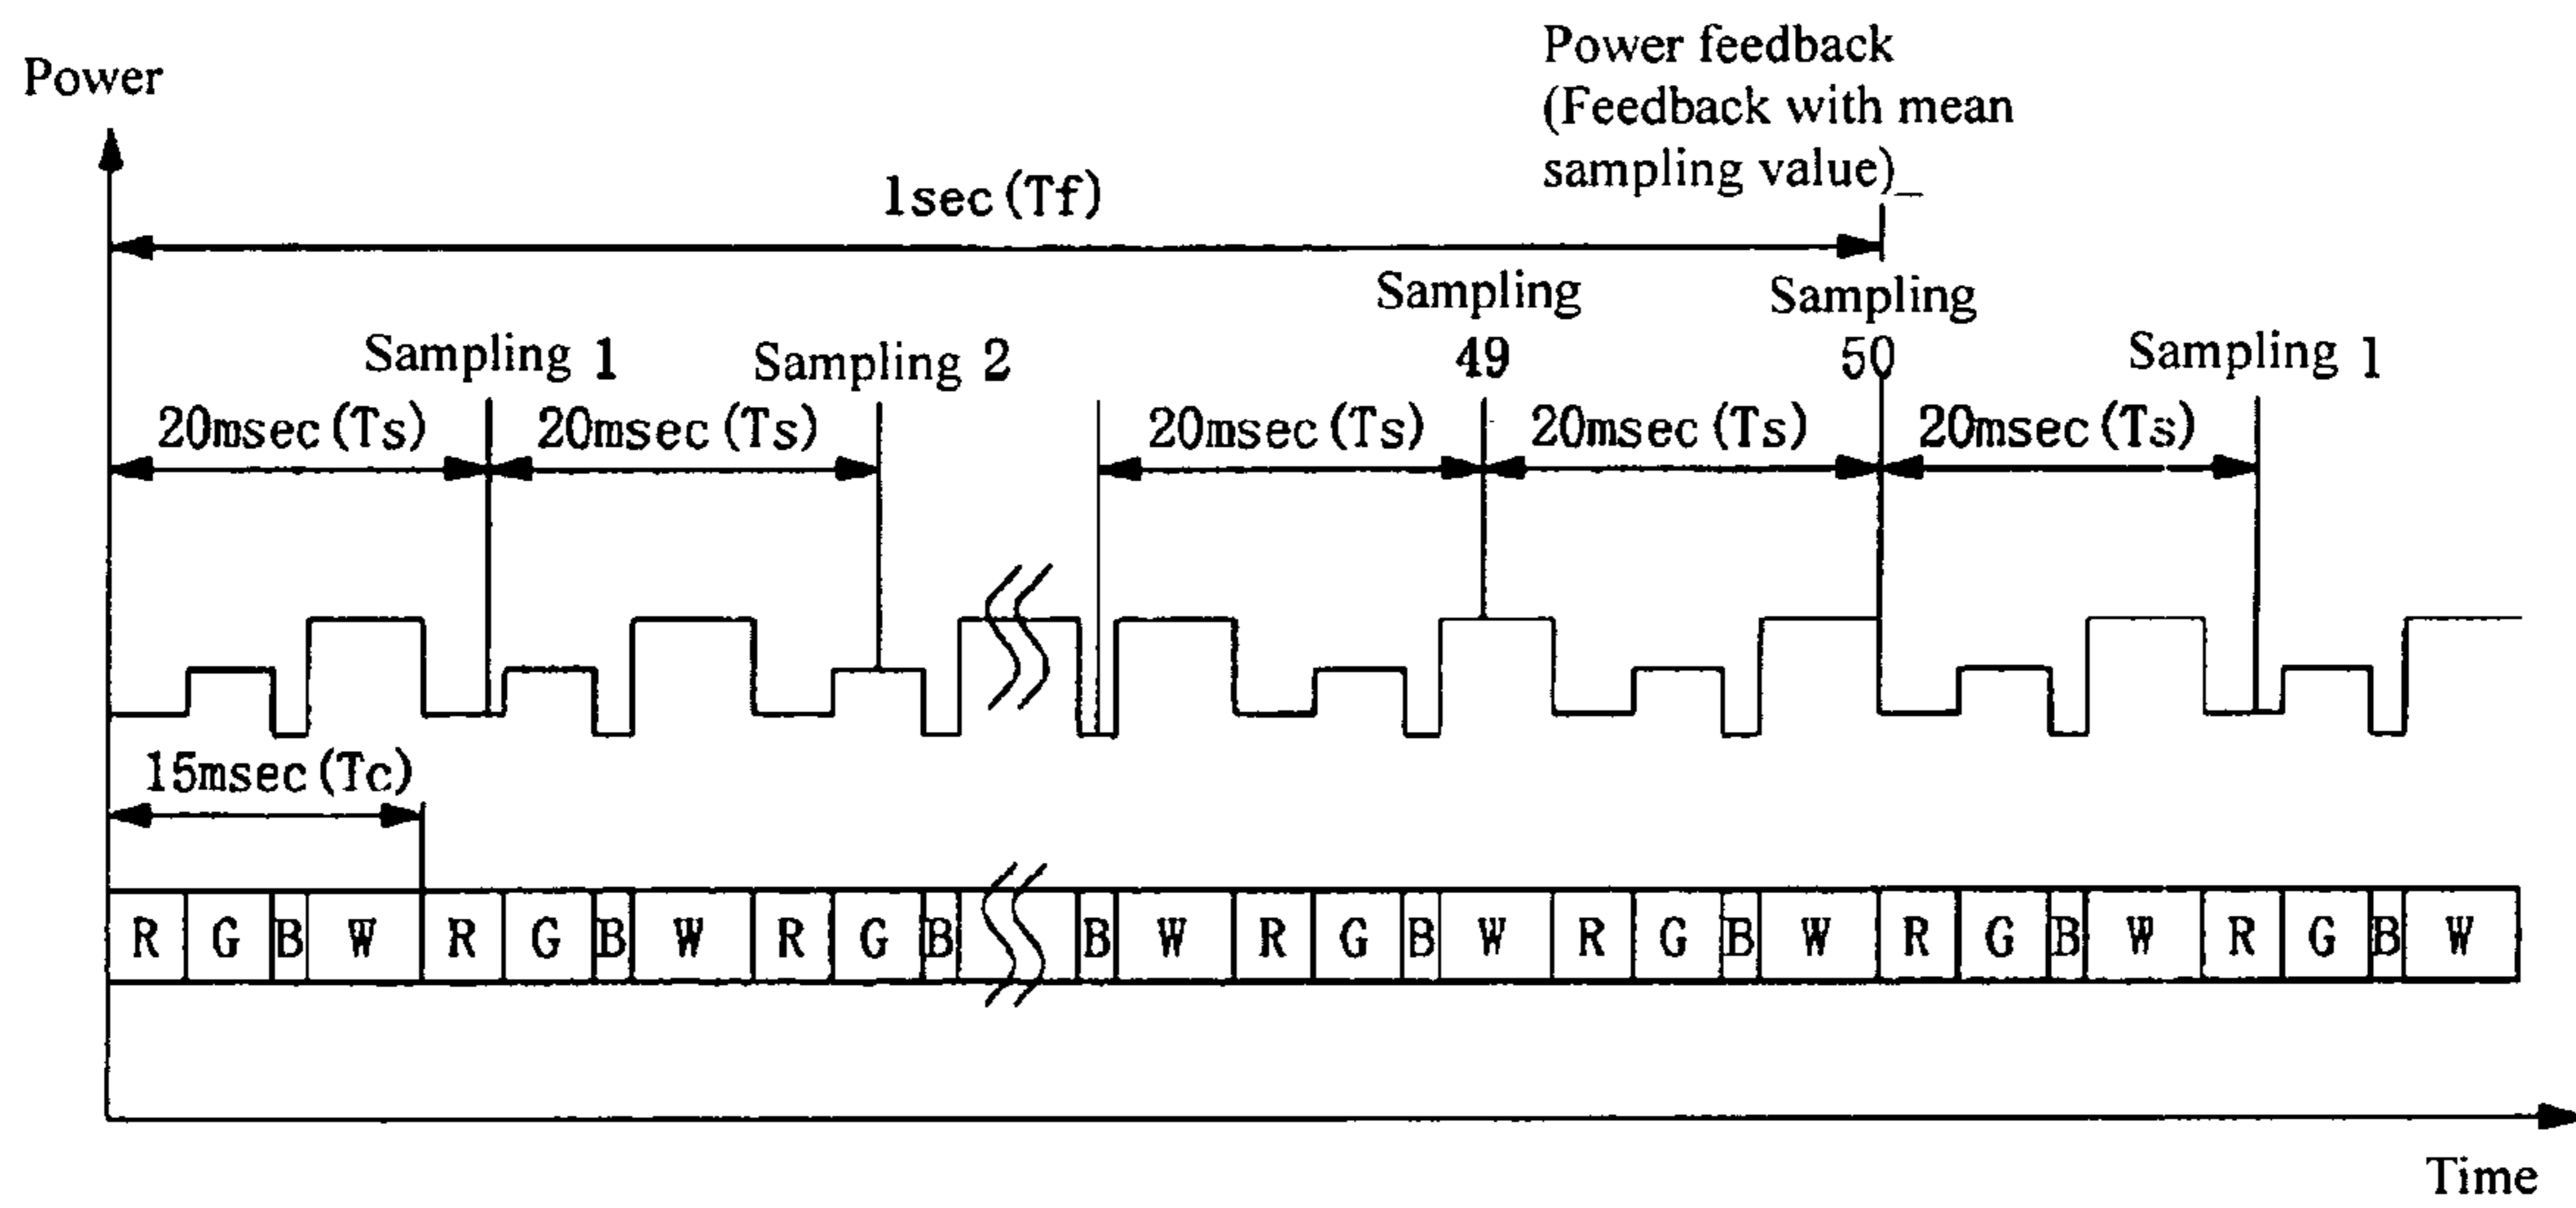 Power feedback
(Feedback with mean
sampling value)_
Power
1sec(Tf)
Sampling 1
Sampling 2
Sampling
49
Sampling
50
Sampling 1
20msec(Ts)
20msec(Ts)
20msec(Ts)
20msec(Ts)
20msec(Ts)
15msec(Tc)
R G B W R G B W R G B B W R G B W R G B W R G B W R G B W
Time